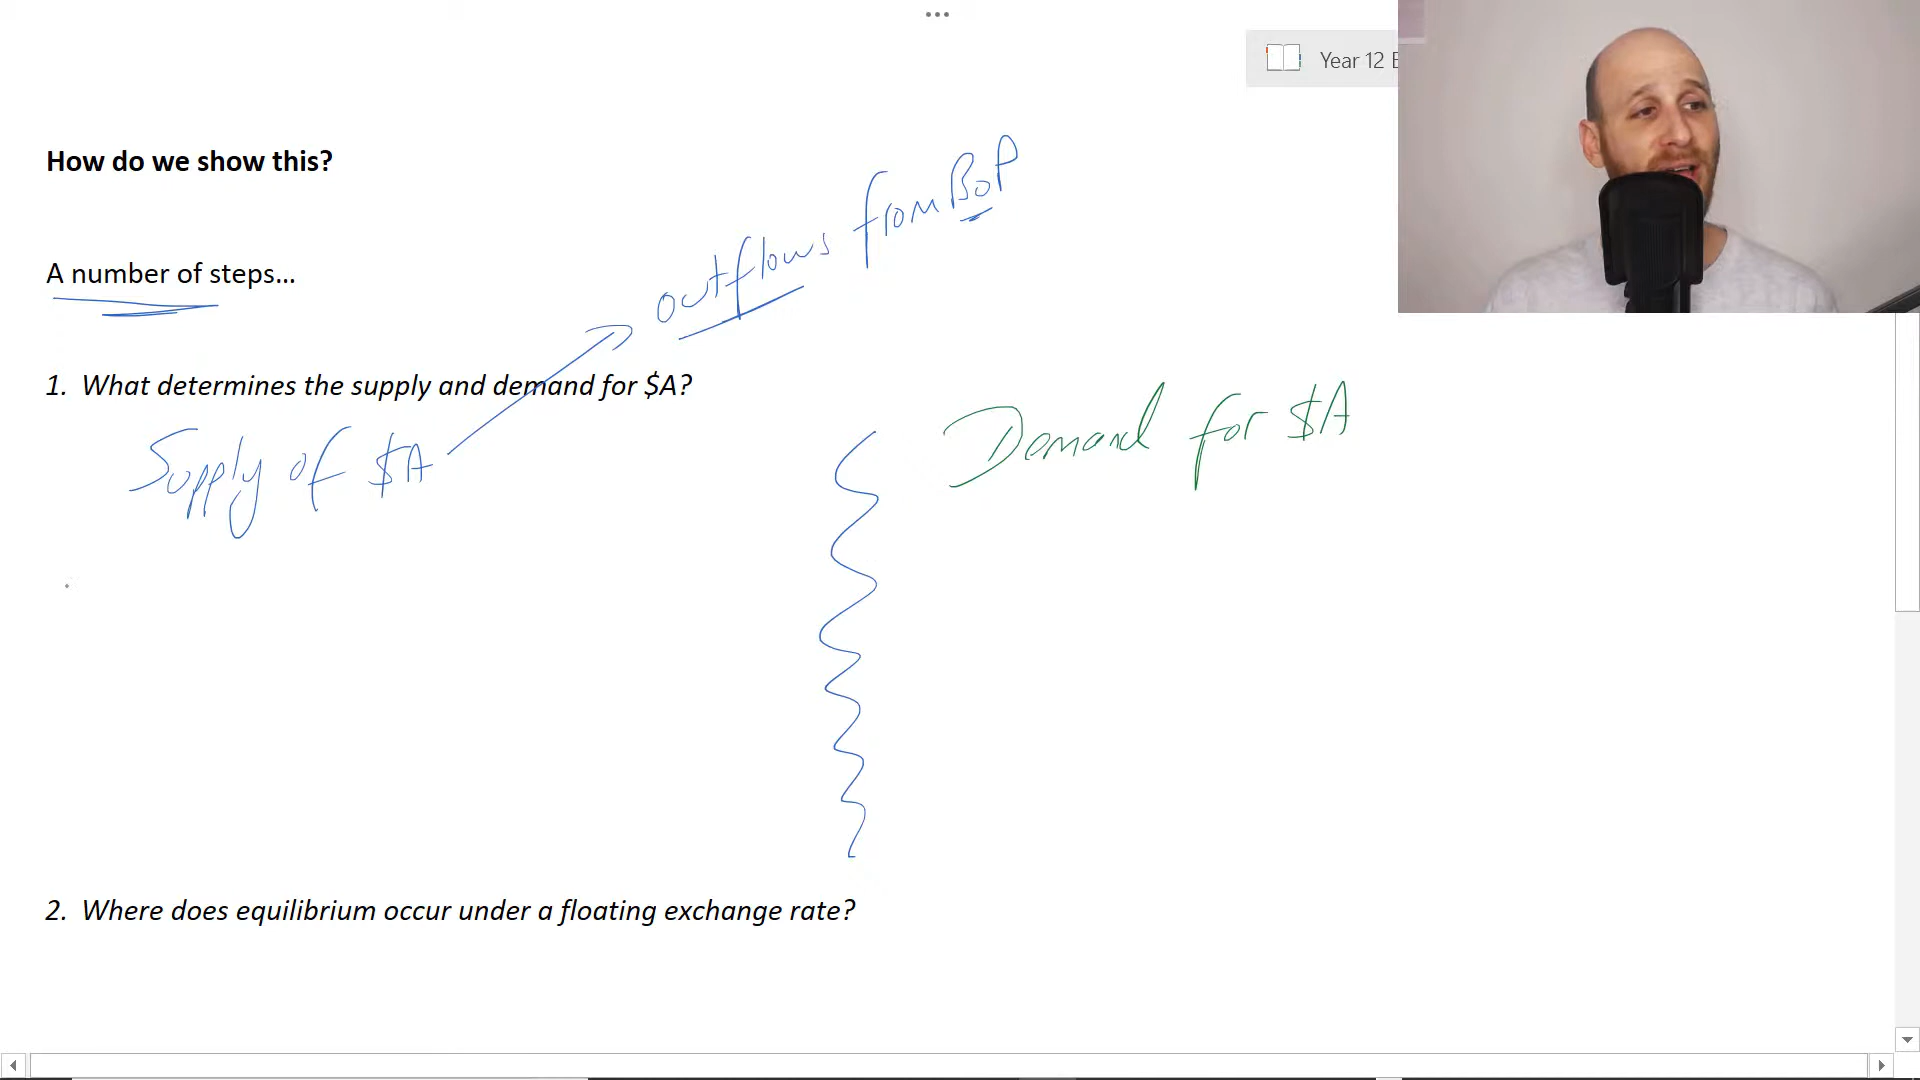 Year 12
How do we show this?
outflows from BoP
A number of steps...
1. What determines the supply and demand for $A?
Supply of $A
Demand for $A
2. Where does equilibrium occur under a floating exchange rate?